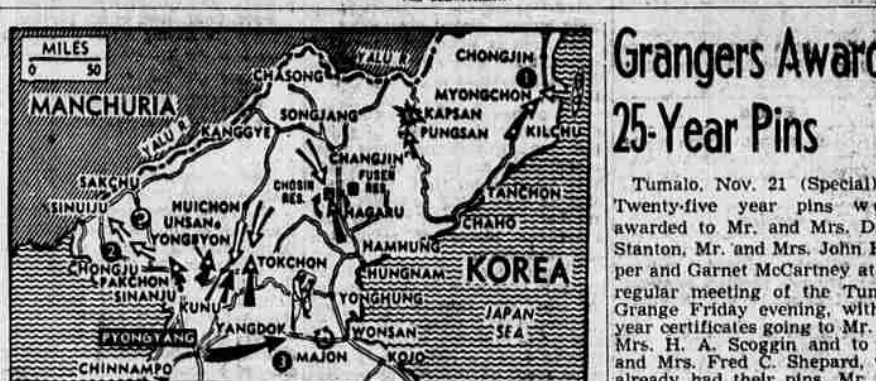 MILES
0 50
MANCHURIA
YALU R.
CHASONG
YALU R.
CHONGJIN
1
MYONGCHON
KAPSAN
PUNGSAN
KILCHU
SONGJANG
KANGGYE
CHANGJIN
FUSEN
RES.
CHOSIN
RES.
HAGARU
TANCHON
CHAHO
SAKCHU
SINUIJU
HUICHON
UNSAN
YONGBYON
2
CHONGJU
PAKCHON
SINANJU
KUNU
TOKCHON
HAMHUNG
HUNGNAM
KOREA
YONGHUNG
JAPAN
SEA
PYONGYANG
YANGDOK
WONSAN
3
MAJON
KOJO
CHINNAMPO
Grangers Award
25-Year Pins
Tumalo, Nov. 21 (Special)
Twenty-five year pins
awarded to Mr. and Mrs. D.
Stanton, Mr. and Mrs. John
per and Garnet McCartney at
regular meeting of the
Grange Friday evening, with
year certificates going to Mr.
Mrs. H. A. Scoggin and to
and Mrs. Fred C. Shepard,
already had their pins. Mr.